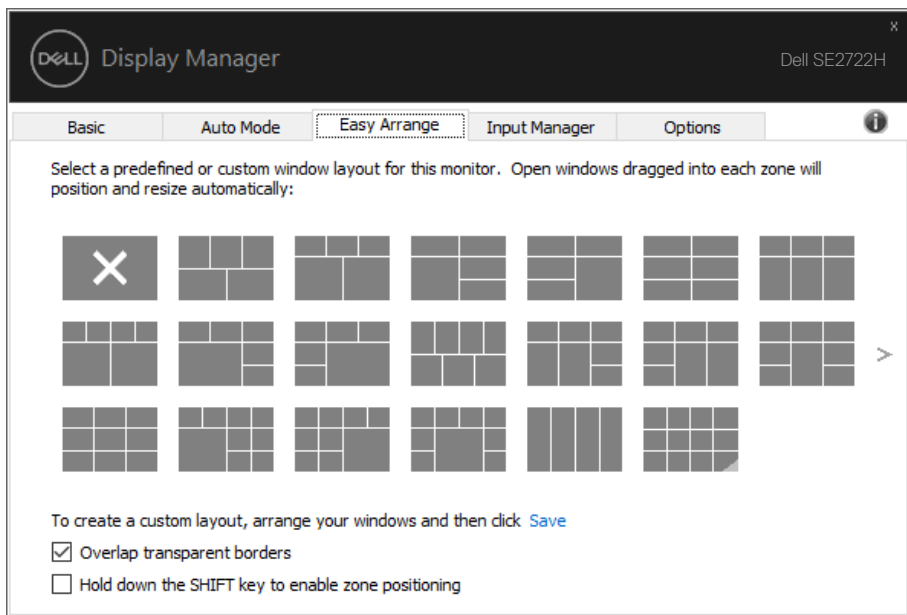 x
DELL Display Manager
Dell SE2722H
Basic Auto Mode Easy Arrange Input Manager Options
Select a predefined or custom window layout for this monitor. Open windows dragged into each zone will
position and resize automatically:
>
To create a custom layout, arrange your windows and then click Save
Overlap transparent borders
Hold down the SHIFT key to enable zone positioning